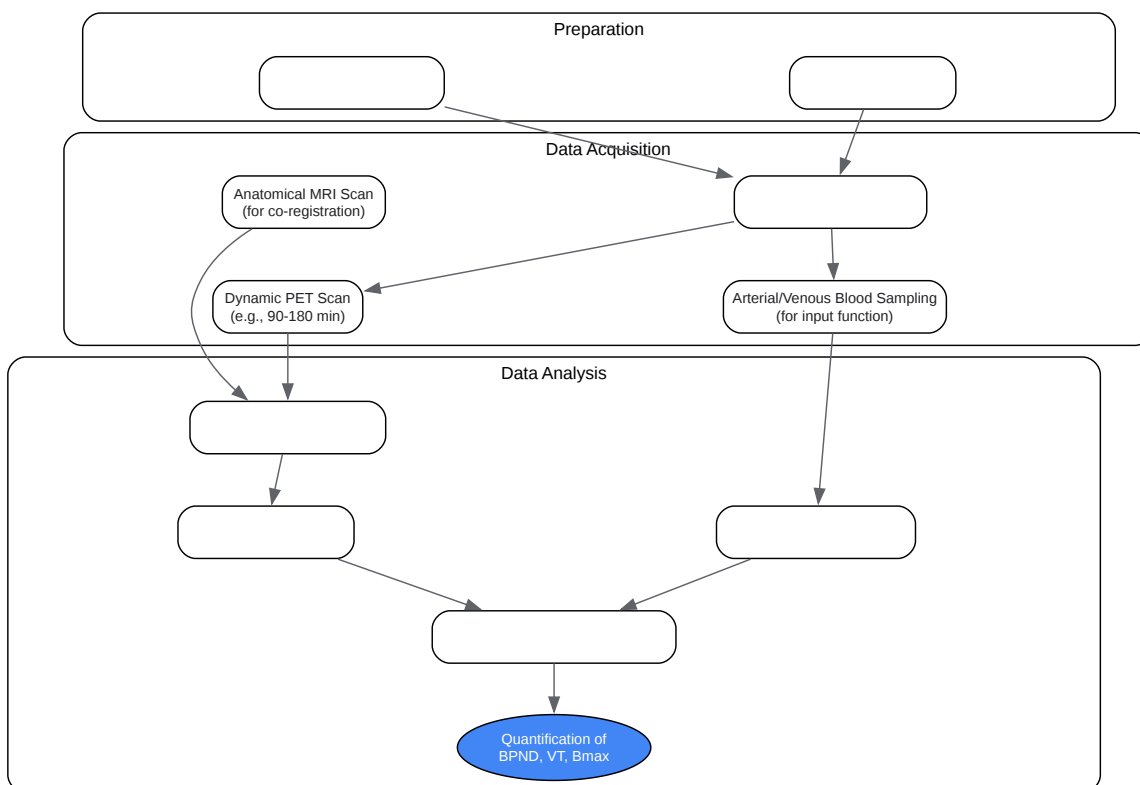 Preparation
Data Acquisition
Anatomical MRI Scan
(for co-registration)
Dynamic PET Scan
(e.g., 90-180 min)
Arterial/Venous Blood Sampling
(for input function)
Data Analysis
Quantification of
BPND, VT, Bmax